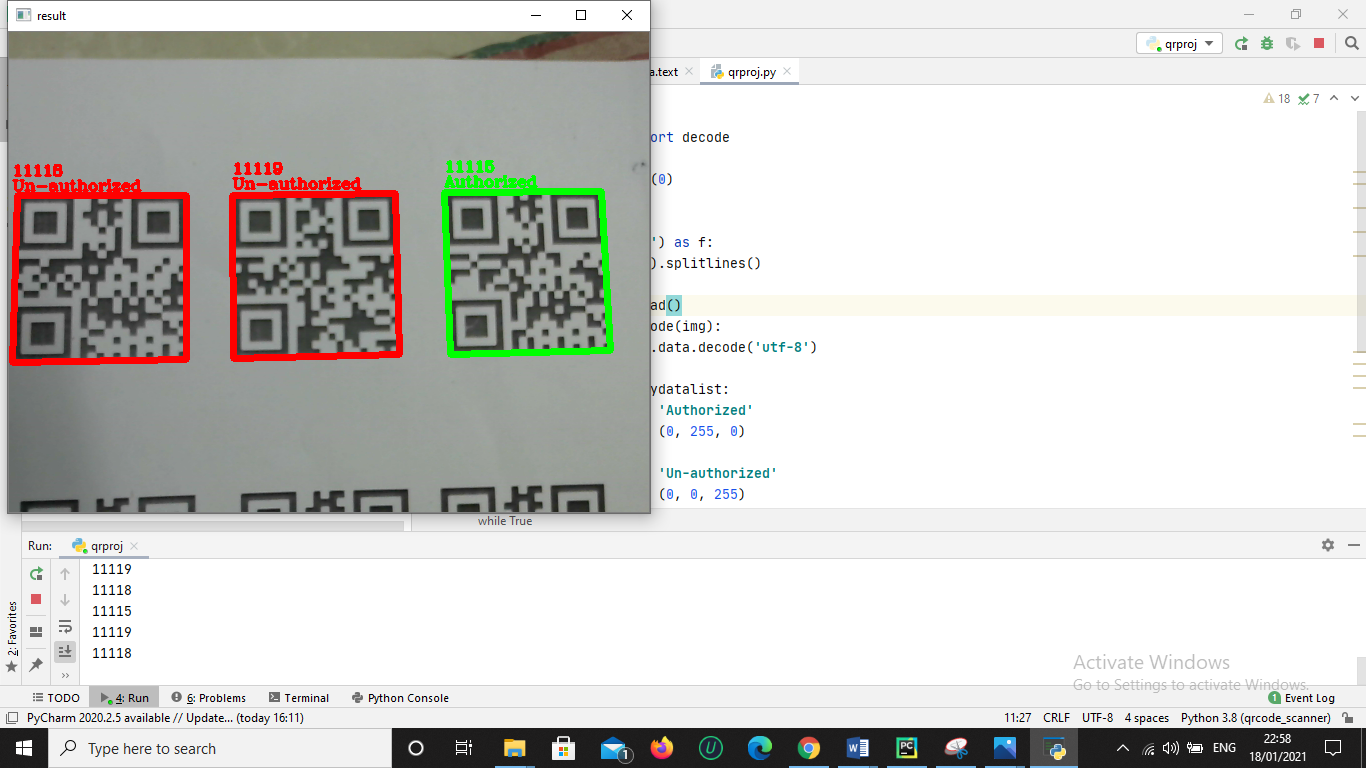 result
11118
Un-authorized
11119
Un-authorized
11115
Authorized
qrproj
a.text
qrproj.py
18
7
ort decode
(0)
') as f:
).splitlines()
ad()
ode(img):
.data.decode('utf-8')
ydatalist:
'Authorized'
(0, 255, 0)
'Un-authorized'
(0, 0, 255)
while True
Run:
qrproj
11119
11118
11115
11119
11118
2: Favorites
Activate Windows
Go to Settings to activate Windows.
TODO
4: Run
6: Problems
Terminal
Python Console
1 Event Log
PyCharm 2020.2.5 available // Update... (today 16:11)
11:27 CRLF UTF-8 4 spaces Python 3.8 (qrcode_scanner)
Type here to search
1
U
W
PC
ENG
22:58
18/01/2021